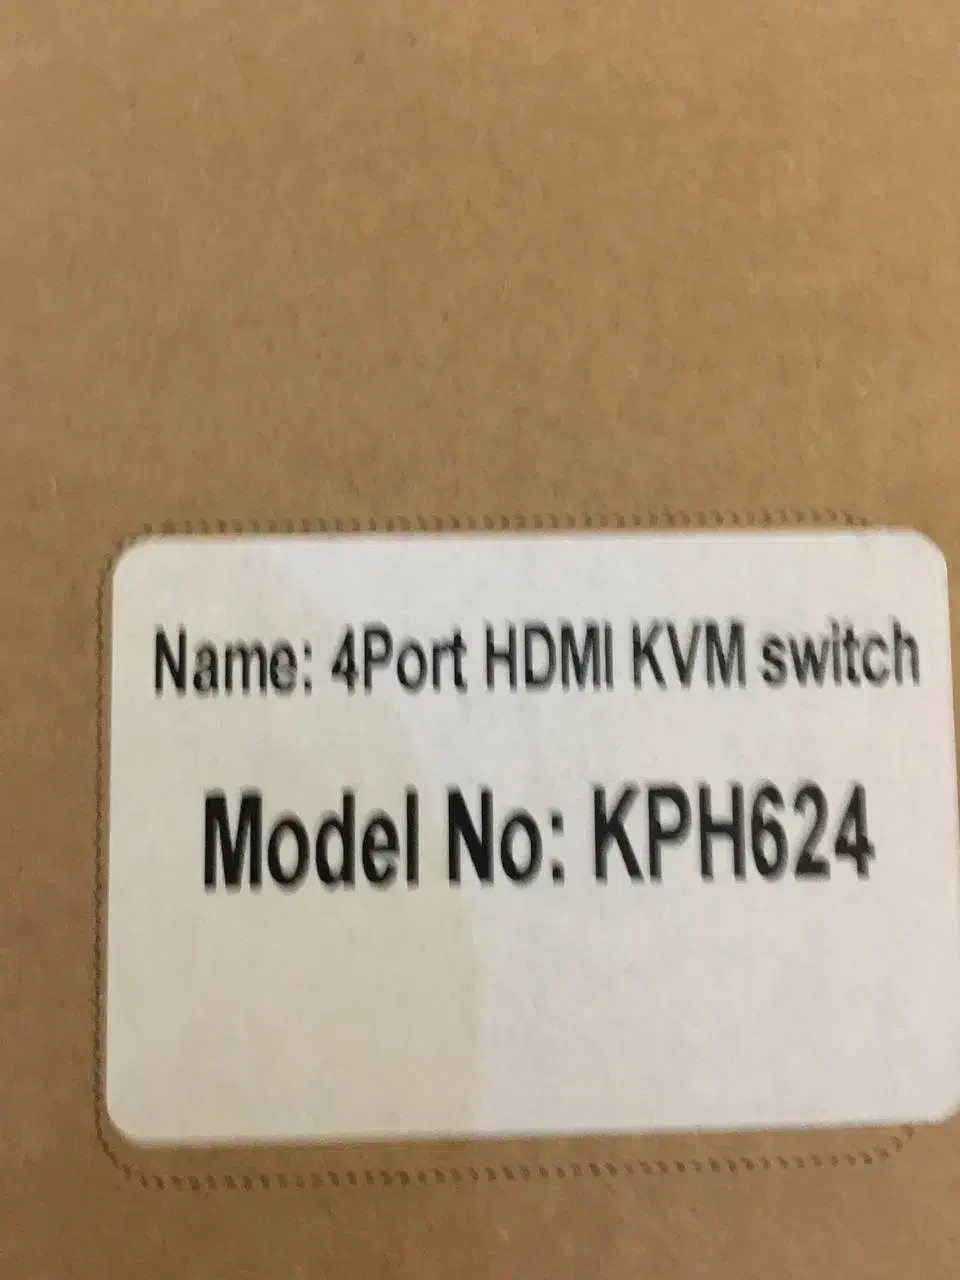 Name: 4Port HDMI KVM switch
Model No: KPH624